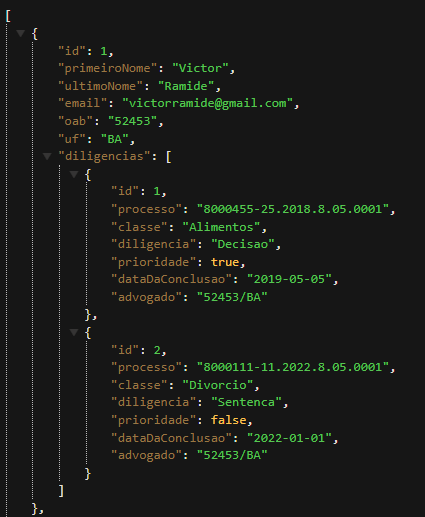 [
{
"id": 1,
"primeiroNome": "Victor",
"ultimoNome": "Ramide",
"email": "victorramide@gmail.com",
"oab": "52453",
"uf": "BA",
"diligencias": [
{
"id": 1,
"processo": "8000455-25.2018.8.05.0001",
"classe": "Alimentos",
"diligencia": "Decisao",
"prioridade": true,
"dataDaConclusao": "2019-05-05",
"advogado": "52453/BA"
},
{
"id": 2,
"processo": "8000111-11.2022.8.05.0001",
"classe": "Divorcio",
"diligencia": "Sentenca",
"prioridade": false,
"dataDaConclusao": "2022-01-01",
"advogado": "52453/BA"
}
]
},